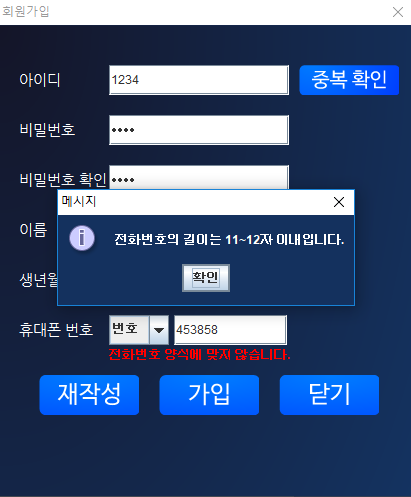 회원가입
아이디 1234 중복 확인
비밀번호 ••••
비밀번호 확인 ••••
메시지
이름
전화번호의 길이는 11~12자 이내입니다.
확인
생년월
휴대폰 번호 번호 453858
전화번호 양식에 맞지 않습니다.
재작성 가입 닫기